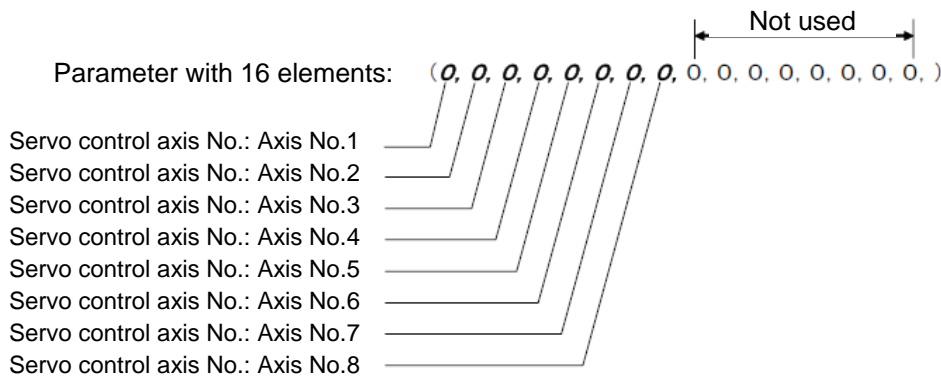 Not used
Parameter with 16 elements: (0, 0, 0, 0, 0, 0, 0, 0, 0, 0, 0, 0, 0, 0, 0, 0, )
Servo control axis No.: Axis No.1
Servo control axis No.: Axis No.2
Servo control axis No.: Axis No.3
Servo control axis No.: Axis No.4
Servo control axis No.: Axis No.5
Servo control axis No.: Axis No.6
Servo control axis No.: Axis No.7
Servo control axis No.: Axis No.8